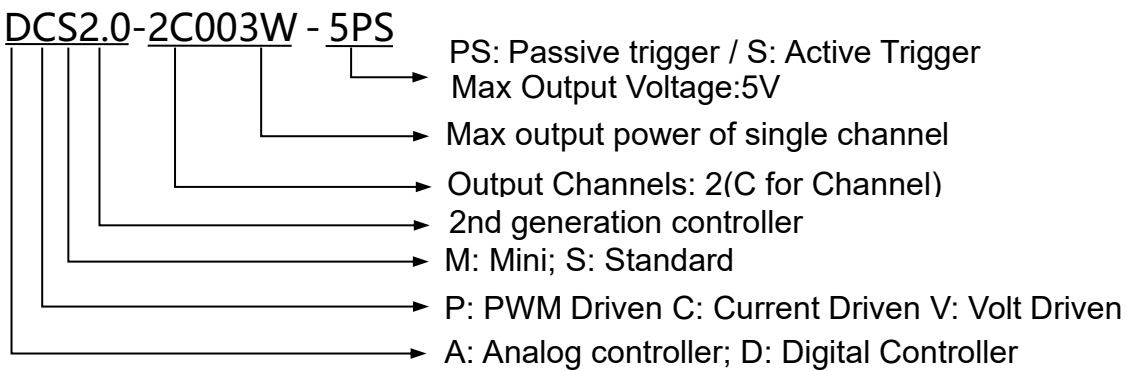 DCS2.0-2C003W - 5PS
PS: Passive trigger / S: Active Trigger
Max Output Voltage:5V
Max output power of single channel
Output Channels: 2(C for Channel)
2nd generation controller
M: Mini; S: Standard
P: PWM Driven C: Current Driven V: Volt Driven
A: Analog controller; D: Digital Controller